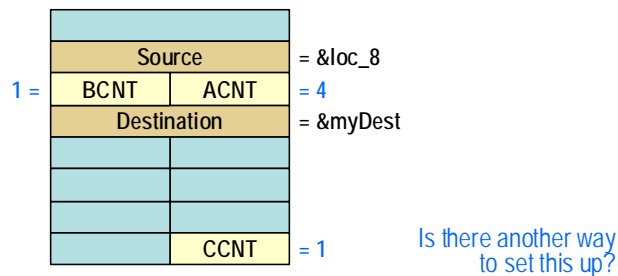 Source = &loc_8
1 = BCNT ACNT = 4
Destination = &myDest
CCNT = 1
Is there another way
to set this up?